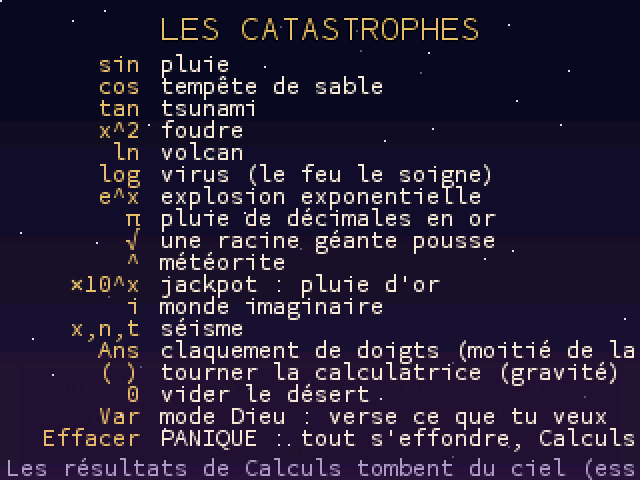 LES CATASTROPHES
sin pluie
cos tempête de sable
tan tsunami
x^2 foudre
ln volcan
log virus (le feu le soigne)
e^x explosion exponentielle
π pluie de décimales en or
√ une racine géante pousse
^ météorite
×10^x jackpot : pluie d'or
i monde imaginaire
x,n,t séisme
Ans claquement de doigts (moitié de la
( ) tourner la calculatrice (gravité)
0 vider le désert
Var mode Dieu : verse ce que tu veux
Effacer PANIQUE : tout s'effondre, Calculs
Les résultats de Calculs tombent du ciel (ess